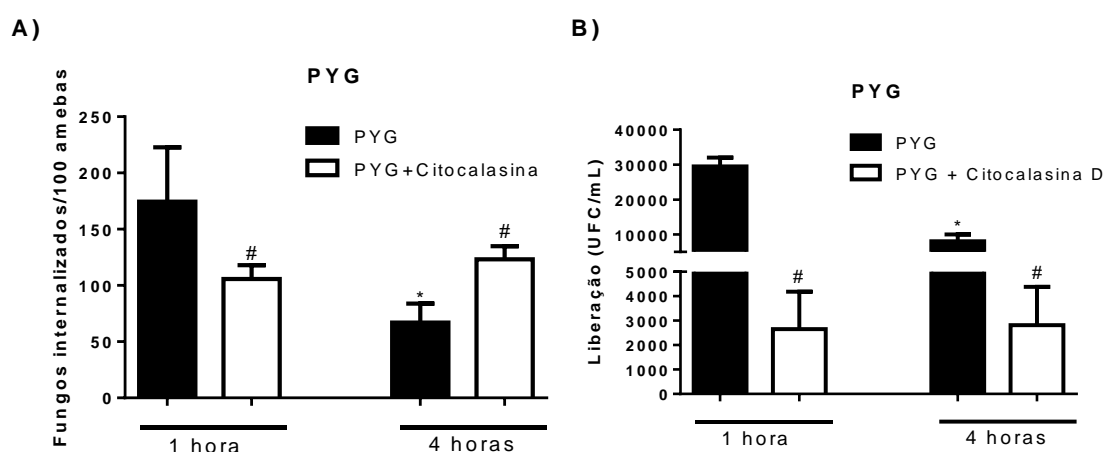 A)
PYG
Fungos internalizados/100 amebas
250
200
150
100
50
0
PYG
PYG+Citocalasina
#
*
#
1 hora
4 horas
B)
PYG
Liberação (UFC/mL)
40000
30000
20000
10000
5000
4000
3000
2000
1000
0
PYG
PYG + Citocalasina D
#
*
#
1 hora
4 horas